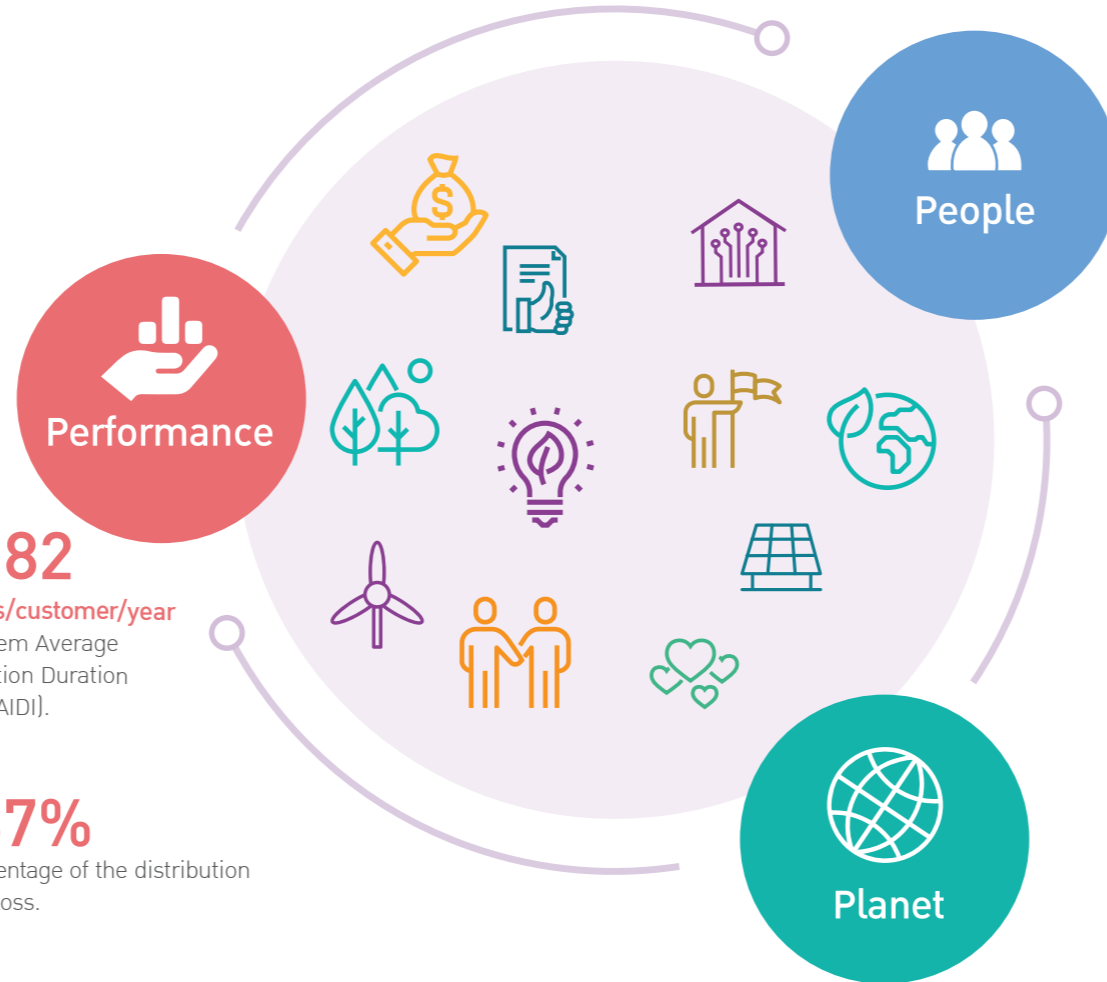 People
Performance
82
s/customer/year
em Average
tion Duration
AIDI).
7%
entage of the distribution
oss.
Planet